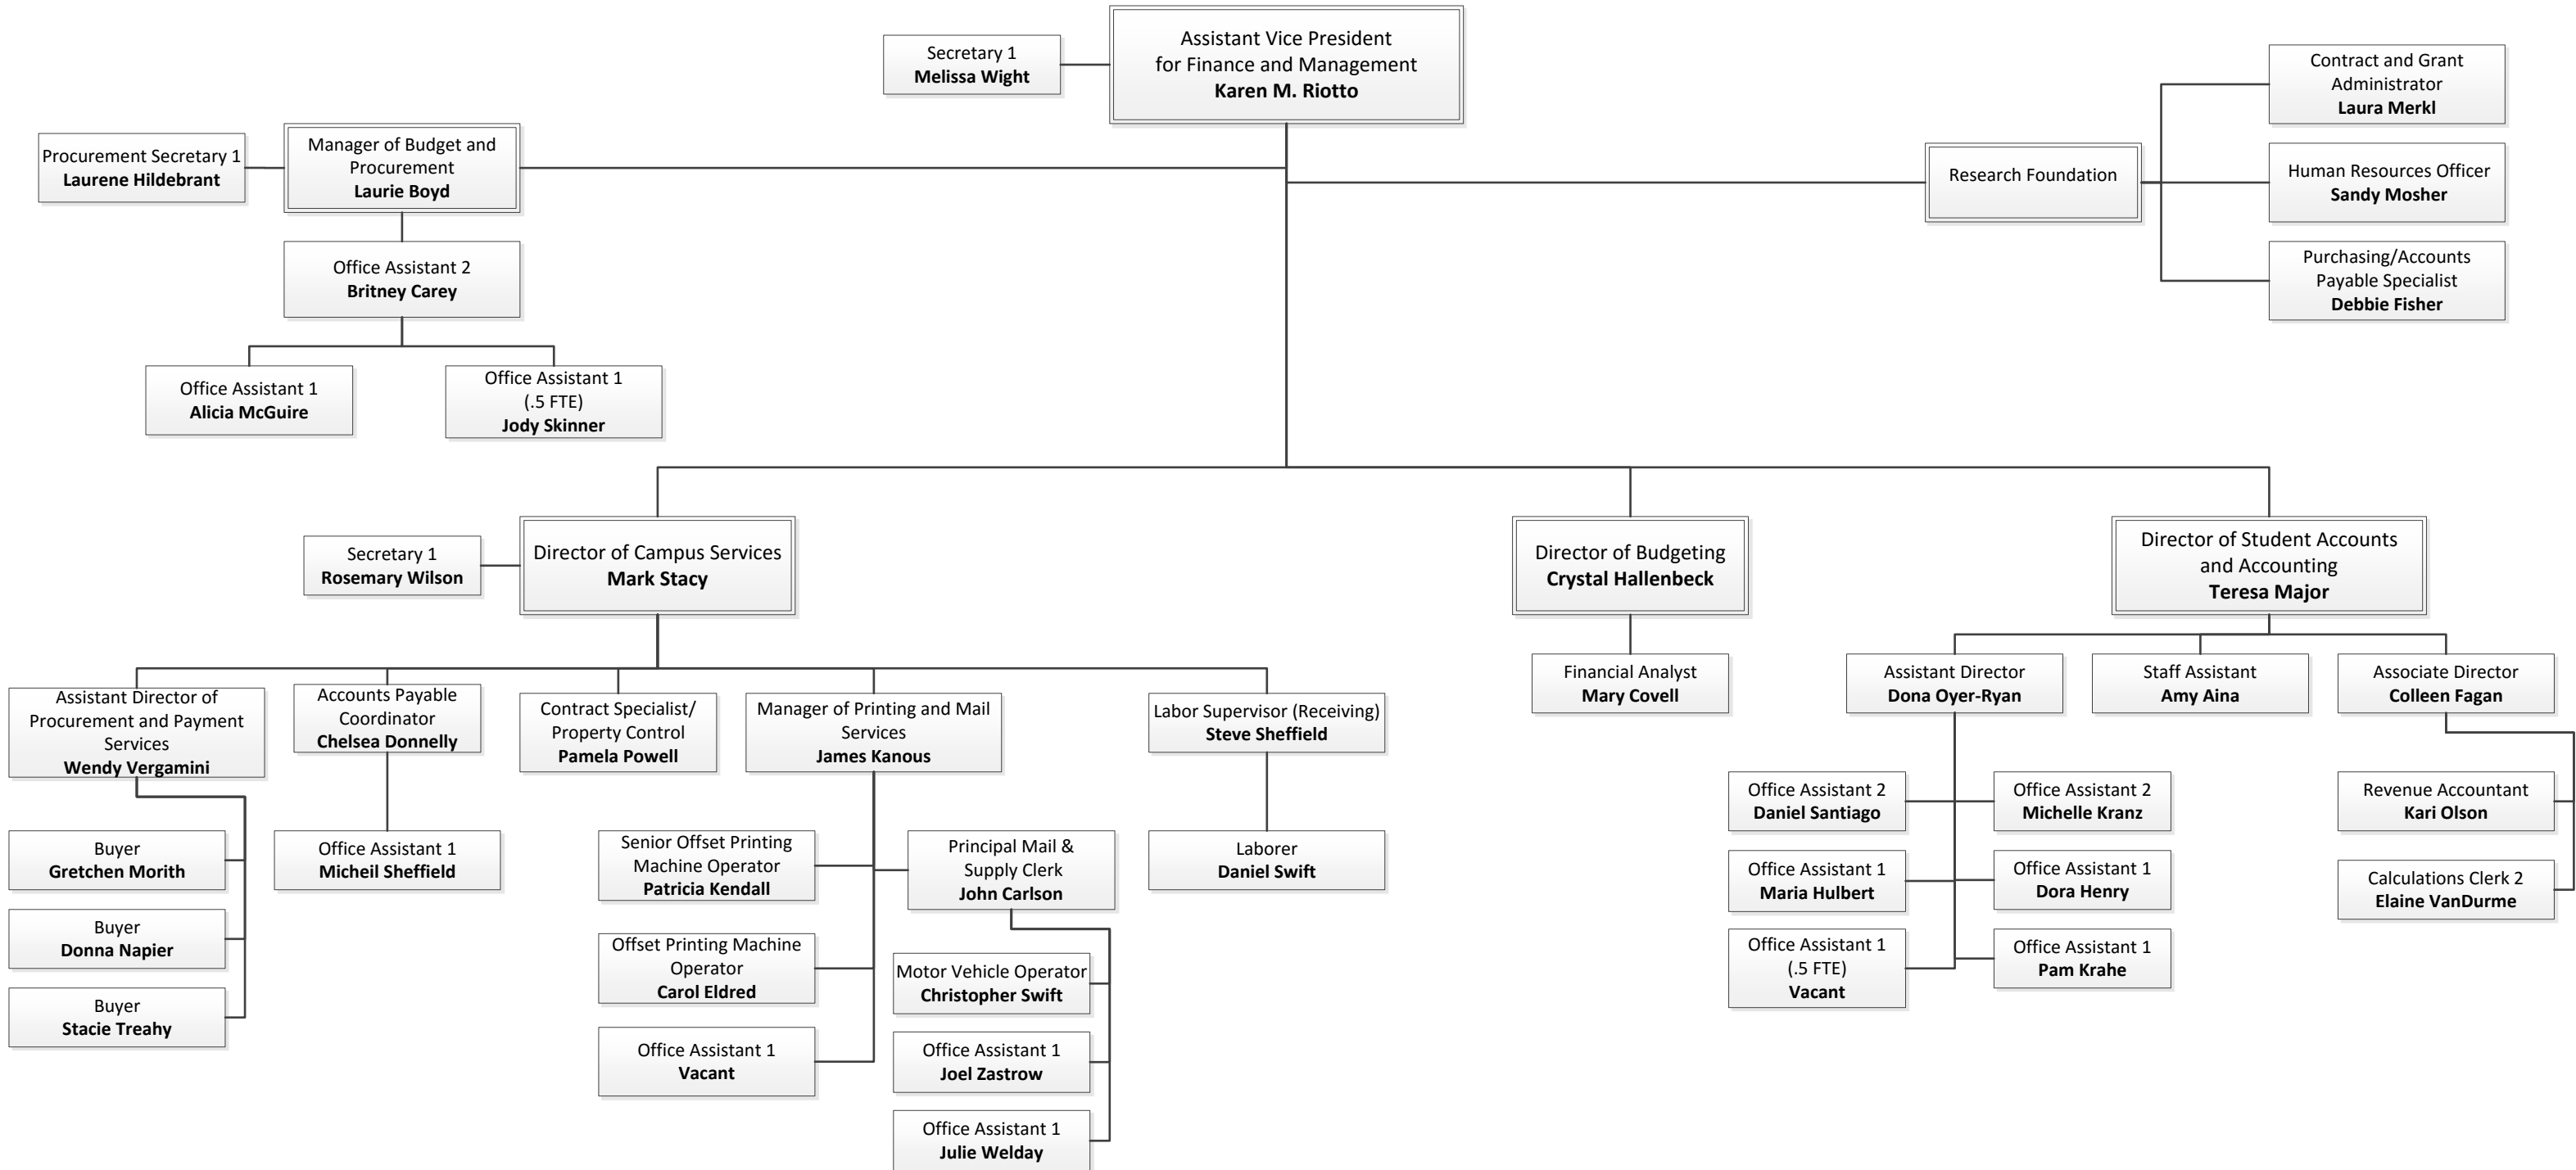 Assistant Vice President
for Finance and Management
Karen M. Riotto
Secretary 1
Melissa Wight
Contract and Grant
Administrator
Laura Merkl
Procurement Secretary 1
Laurene Hildebrant
Manager of Budget and
Procurement
Laurie Boyd
Research Foundation
Human Resources Officer
Sandy Mosher
Office Assistant 2
Britney Carey
Purchasing/Accounts
Payable Specialist
Debbie Fisher
Office Assistant 1
Alicia McGuire
Office Assistant 1
(.5 FTE)
Jody Skinner
Secretary 1
Rosemary Wilson
Director of Campus Services
Mark Stacy
Director of Budgeting
Crystal Hallenbeck
Director of Student Accounts
and Accounting
Teresa Major
Assistant Director of
Procurement and Payment
Services
Wendy Vergamini
Accounts Payable
Coordinator
Chelsea Donnelly
Contract Specialist/
Property Control
Pamela Powell
Manager of Printing and Mail
Services
James Kanous
Labor Supervisor (Receiving)
Steve Sheffield
Financial Analyst
Mary Covell
Assistant Director
Dona Oyer-Ryan
Staff Assistant
Amy Aina
Associate Director
Colleen Fagan
Buyer
Gretchen Morith
Buyer
Donna Napier
Buyer
Stacie Treahy
Office Assistant 1
Micheil Sheffield
Senior Offset Printing
Machine Operator
Patricia Kendall
Offset Printing Machine
Operator
Carol Eldred
Office Assistant 1
Vacant
Principal Mail &
Supply Clerk
John Carlson
Motor Vehicle Operator
Christopher Swift
Office Assistant 1
Joel Zastrow
Office Assistant 1
Julie Welday
Laborer
Daniel Swift
Office Assistant 2
Daniel Santiago
Office Assistant 2
Michelle Kranz
Office Assistant 1
Maria Hulbert
Office Assistant 1
Dora Henry
Office Assistant 1
(.5 FTE)
Vacant
Office Assistant 1
Pam Krahe
Revenue Accountant
Kari Olson
Calculations Clerk 2
Elaine VanDurme